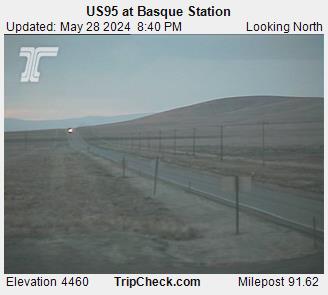 US95 at Basque Station
Updated: May 28 2024 8:40 PM Looking North
Elevation 4460 TripCheck.com Milepost 91.62